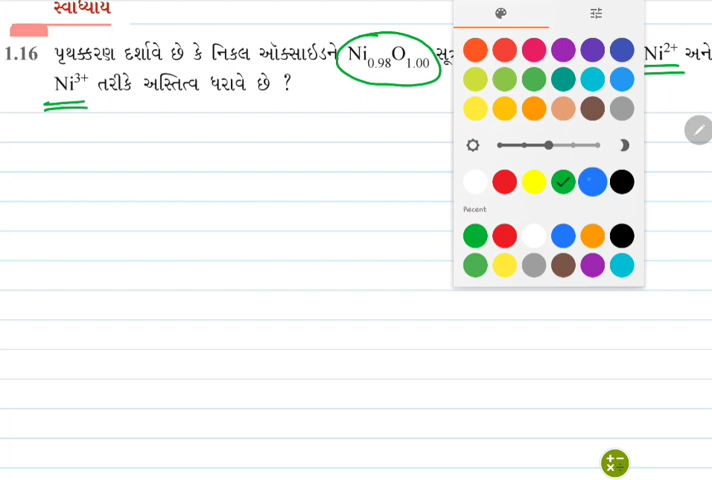 સ્વાધ્યાય
1.16 પૃથક્કરણ દર્શાવે છે કે નિકલ ઑક્સાઇડને Ni0.98O1.00 Ni2+ અને
Ni3+ તરીકે અસ્તિત્વ ધરાવે છે ?
Recent